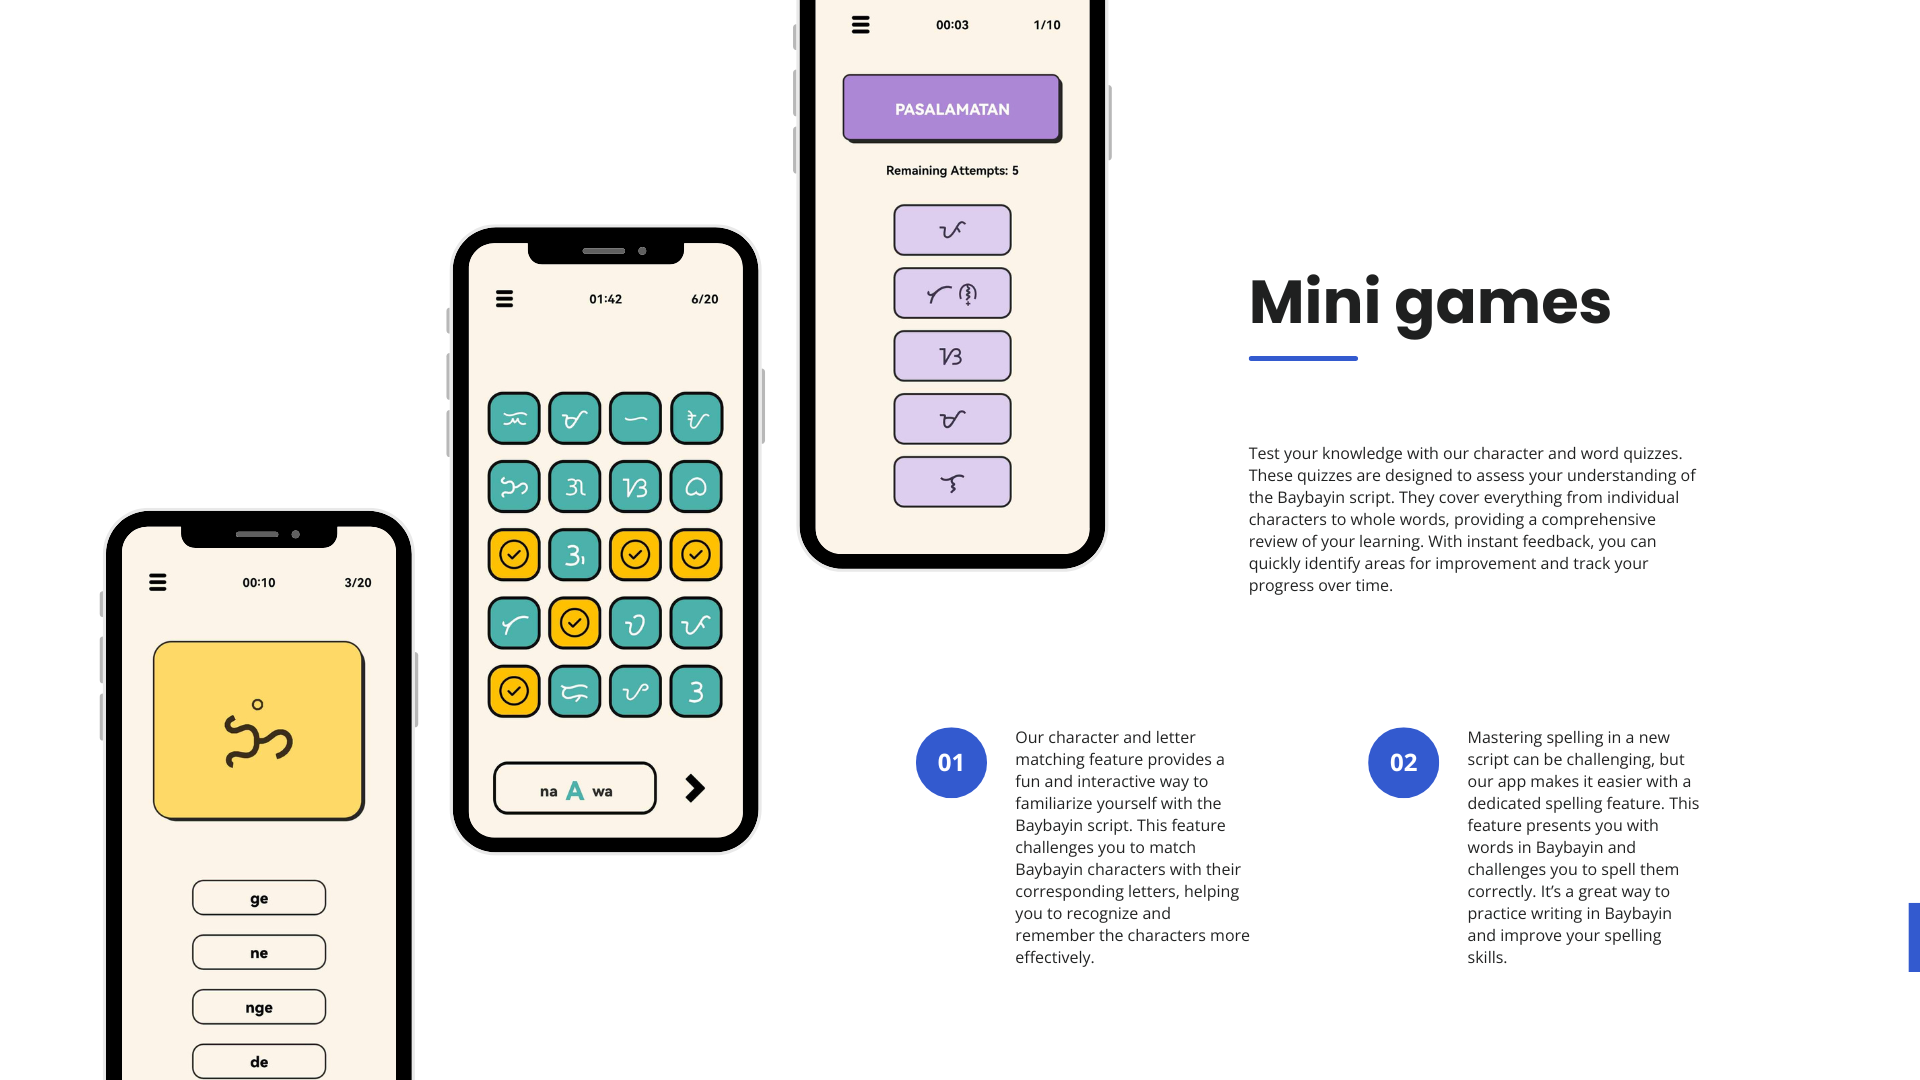 00:03 1/10
PASALAMATAN
Remaining Attempts: 5
ᜉ
ᜆ ᜈ᜔
ᜐ
ᜋ
ᜎ
01:42 6/20
ᜃ ᜋ ᜑ ᜀ
ᜅ ᜄ ᜐ ᜊ
ᜆ ᜏ ᜉ
ᜇ ᜌ ᜂ
na A wa
00:10 3/20
ᜅᜒ
ge
ne
nge
de
Mini games
Test your knowledge with our character and word quizzes.
These quizzes are designed to assess your understanding of
the Baybayin script. They cover everything from individual
characters to whole words, providing a comprehensive
review of your learning. With instant feedback, you can
quickly identify areas for improvement and track your
progress over time.
01
Our character and letter
matching feature provides a
fun and interactive way to
familiarize yourself with the
Baybayin script. This feature
challenges you to match
Baybayin characters with their
corresponding letters, helping
you to recognize and
remember the characters more
effectively.
02
Mastering spelling in a new
script can be challenging, but
our app makes it easier with a
dedicated spelling feature. This
feature presents you with
words in Baybayin and
challenges you to spell them
correctly. It’s a great way to
practice writing in Baybayin
and improve your spelling
skills.